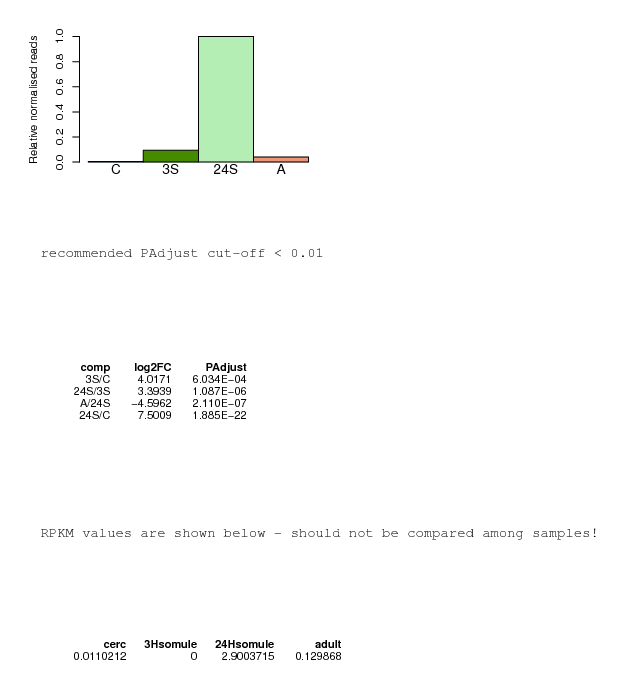 Relative normalised reads
1.0
0.8
0.6
0.4
0.2
0.0
C 3S 24S A
recommended PAdjust cut-off < 0.01
comp log2FC PAdjust
3S/C 4.0171 6.034E−04
24S/3S 3.3939 1.087E−06
A/24S −4.5962 2.110E−07
24S/C 7.5009 1.885E−22
RPKM values are shown below - should not be compared among samples!
cerc 3Hsomule 24Hsomule adult
0.0110212 0 2.9003715 0.129868